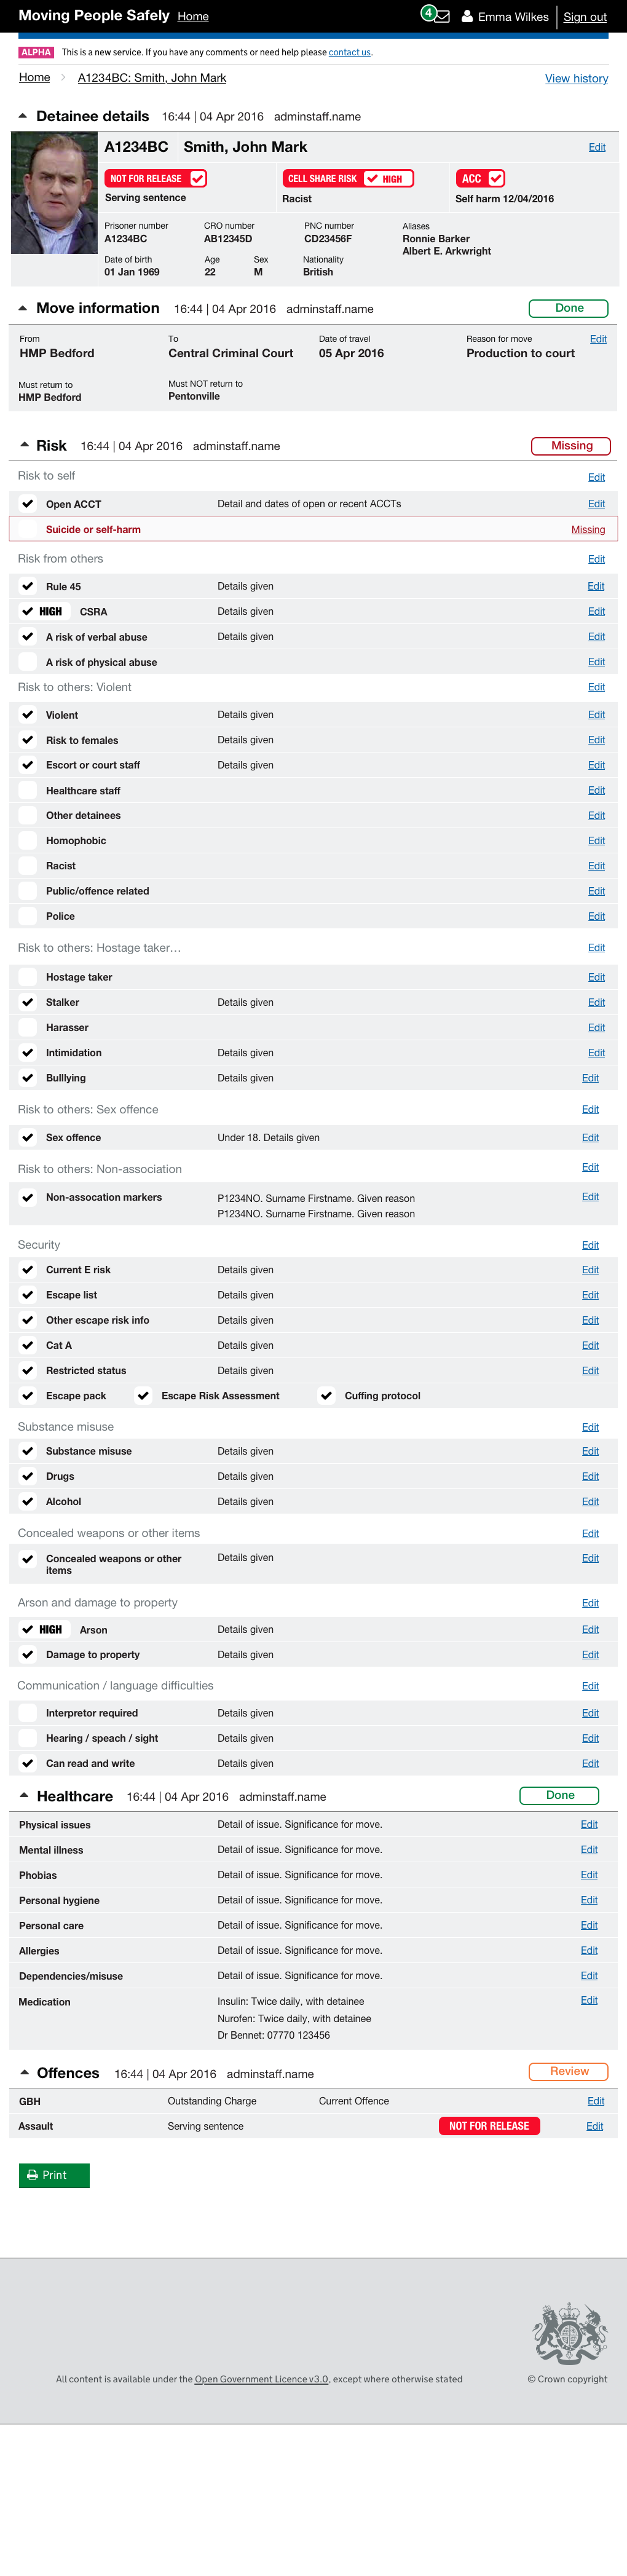 Moving People Safely Home 4 Emma Wilkes Sign out
ALPHA This is a new service. If you have any comments or need help please contact us.
Home A1234BC: Smith, John Mark View history
Detainee details 16:44 | 04 Apr 2016 adminstaff.name
A1234BC Smith, John Mark Edit
NOT FOR RELEASE CELL SHARE RISK HIGH ACC
Serving sentence Racist Self harm 12/04/2016
Prisoner number CRO number PNC number Aliases
A1234BC AB12345D CD23456F Ronnie Barker
Albert E. Arkwright
Date of birth Age Sex Nationality
01 Jan 1969 22 M British
Move information 16:44 | 04 Apr 2016 adminstaff.name Done
From To Date of travel Reason for move Edit
HMP Bedford Central Criminal Court 05 Apr 2016 Production to court
Must return to Must NOT return to
HMP Bedford Pentonville
Risk 16:44 | 04 Apr 2016 adminstaff.name Missing
Risk to self Edit
Open ACCT Detail and dates of open or recent ACCTs Edit
Suicide or self-harm Missing
Risk from others Edit
Rule 45 Details given Edit
HIGH CSRA Details given Edit
A risk of verbal abuse Details given Edit
A risk of physical abuse Edit
Risk to others: Violent Edit
Violent Details given Edit
Risk to females Details given Edit
Escort or court staff Details given Edit
Healthcare staff Edit
Other detainees Edit
Homophobic Edit
Racist Edit
Public/offence related Edit
Police Edit
Risk to others: Hostage taker… Edit
Hostage taker Edit
Stalker Details given Edit
Harasser Edit
Intimidation Details given Edit
Bulllying Details given Edit
Risk to others: Sex offence Edit
Sex offence Under 18. Details given Edit
Risk to others: Non-association Edit
Non-assocation markers P1234NO. Surname Firstname. Given reason Edit
P1234NO. Surname Firstname. Given reason
Security Edit
Current E risk Details given Edit
Escape list Details given Edit
Other escape risk info Details given Edit
Cat A Details given Edit
Restricted status Details given Edit
Escape pack Escape Risk Assessment Cuffing protocol
Substance misuse Edit
Substance misuse Details given Edit
Drugs Details given Edit
Alcohol Details given Edit
Concealed weapons or other items Edit
Concealed weapons or other Details given Edit
items
Arson and damage to property Edit
HIGH Arson Details given Edit
Damage to property Details given Edit
Communication / language difficulties Edit
Interpretor required Details given Edit
Hearing / speach / sight Details given Edit
Can read and write Details given Edit
Healthcare 16:44 | 04 Apr 2016 adminstaff.name Done
Physical issues Detail of issue. Significance for move. Edit
Mental illness Detail of issue. Significance for move. Edit
Phobias Detail of issue. Significance for move. Edit
Personal hygiene Detail of issue. Significance for move. Edit
Personal care Detail of issue. Significance for move. Edit
Allergies Detail of issue. Significance for move. Edit
Dependencies/misuse Detail of issue. Significance for move. Edit
Medication Insulin: Twice daily, with detainee Edit
Nurofen: Twice daily, with detainee
Dr Bennet: 07770 123456
Offences 16:44 | 04 Apr 2016 adminstaff.name Review
GBH Outstanding Charge Current Offence Edit
Assault Serving sentence NOT FOR RELEASE Edit
Print
All content is available under the Open Government Licence v3.0, except where otherwise stated © Crown copyright